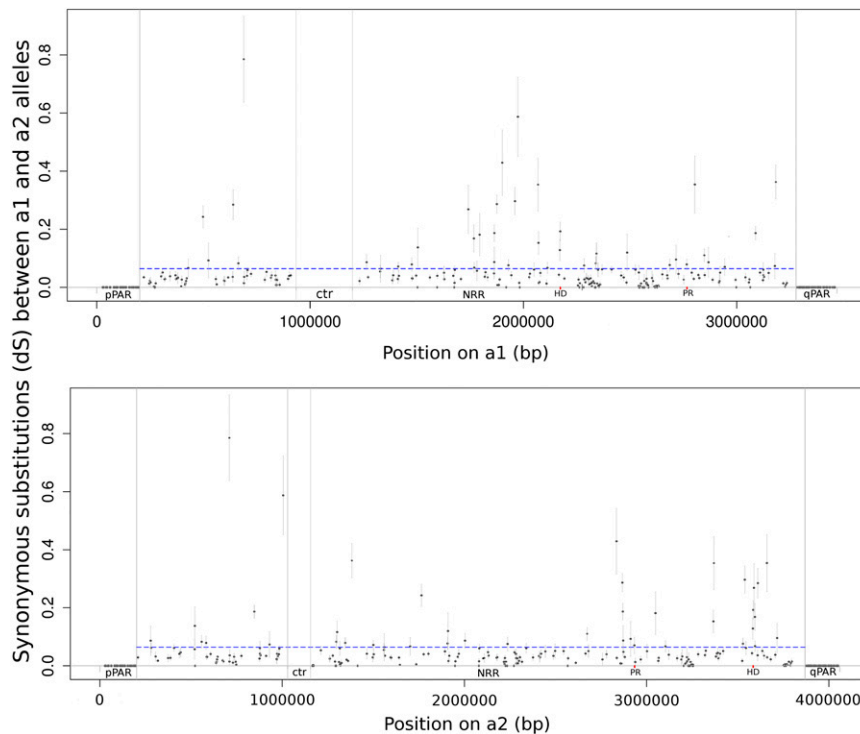 Synonymous substitutions (dS) between a1 and a2 alleles
0.8
0.6
0.4
0.2
0.0
pPAR ctr NRR HD PR qPAR
0 1000000 2000000 3000000
Position on a1 (bp)
0.8
0.6
0.4
0.2
0.0
pPAR ctr NRR PR HD qPAR
0 1000000 2000000 3000000 4000000
Position on a2 (bp)